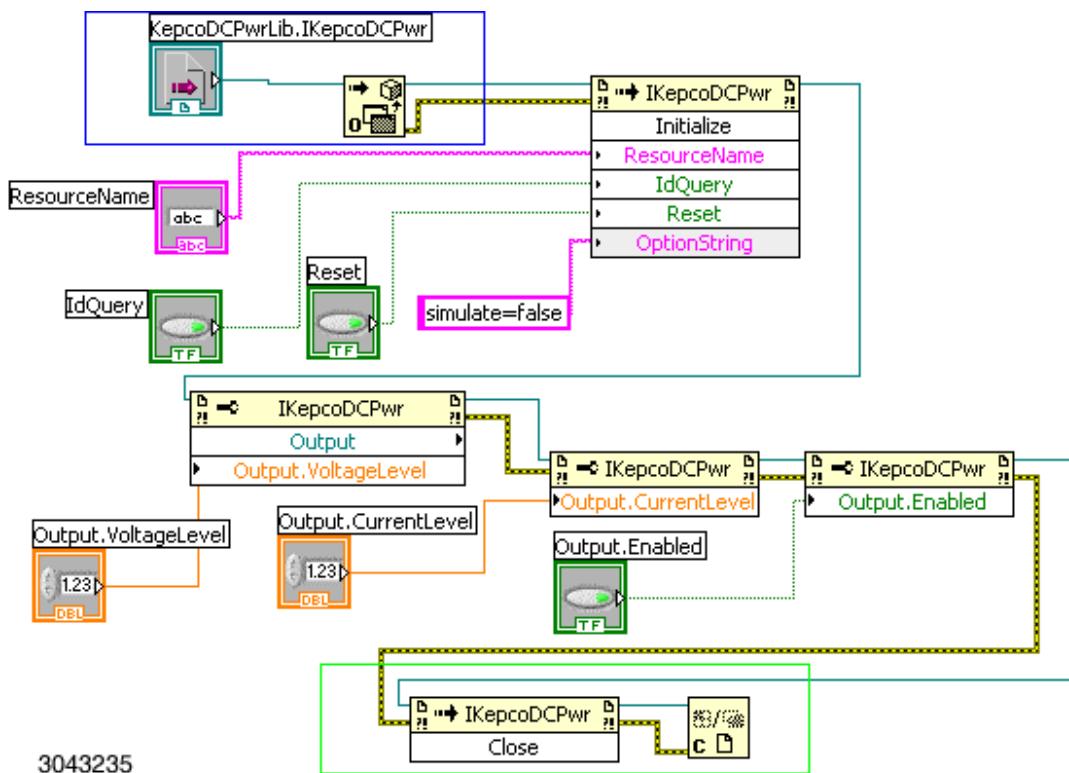 KepcoDCPwrLib.IKepcoDCPwr
IKepcoDCPwr
Initialize
ResourceName
IdQuery
Reset
OptionString
ResourceName
abc
abc
Reset
IdQuery
TF
TF
simulate=false
IKepcoDCPwr
Output
Output.VoltageLevel
IKepcoDCPwr
Output.CurrentLevel
IKepcoDCPwr
Output.Enabled
Output.VoltageLevel
1.23
DBL
Output.CurrentLevel
1.23
DBL
Output.Enabled
TF
IKepcoDCPwr
Close
C
3043235